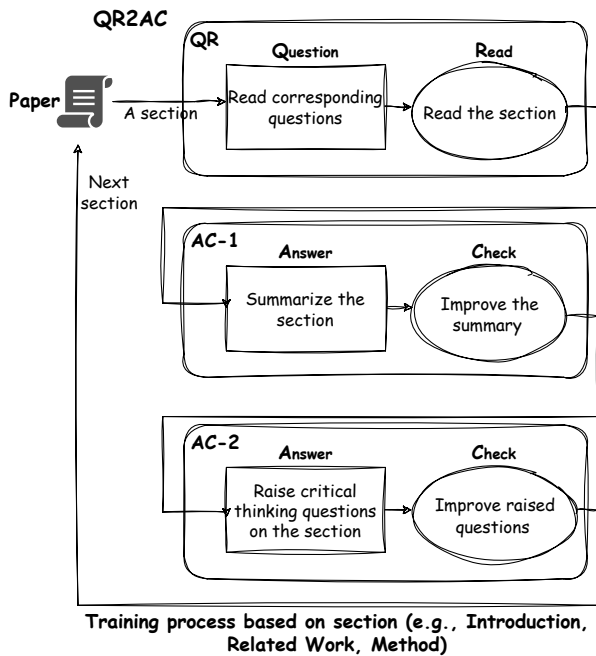 QR2AC
QR
Question
Read
Paper
A section
Read corresponding
questions
Read the section
Next
section
AC-1
Answer
Check
Summarize the
section
Improve the
summary
AC-2
Answer
Check
Raise critical
thinking questions
on the section
Improve raised
questions
Training process based on section (e.g., Introduction,
Related Work, Method)